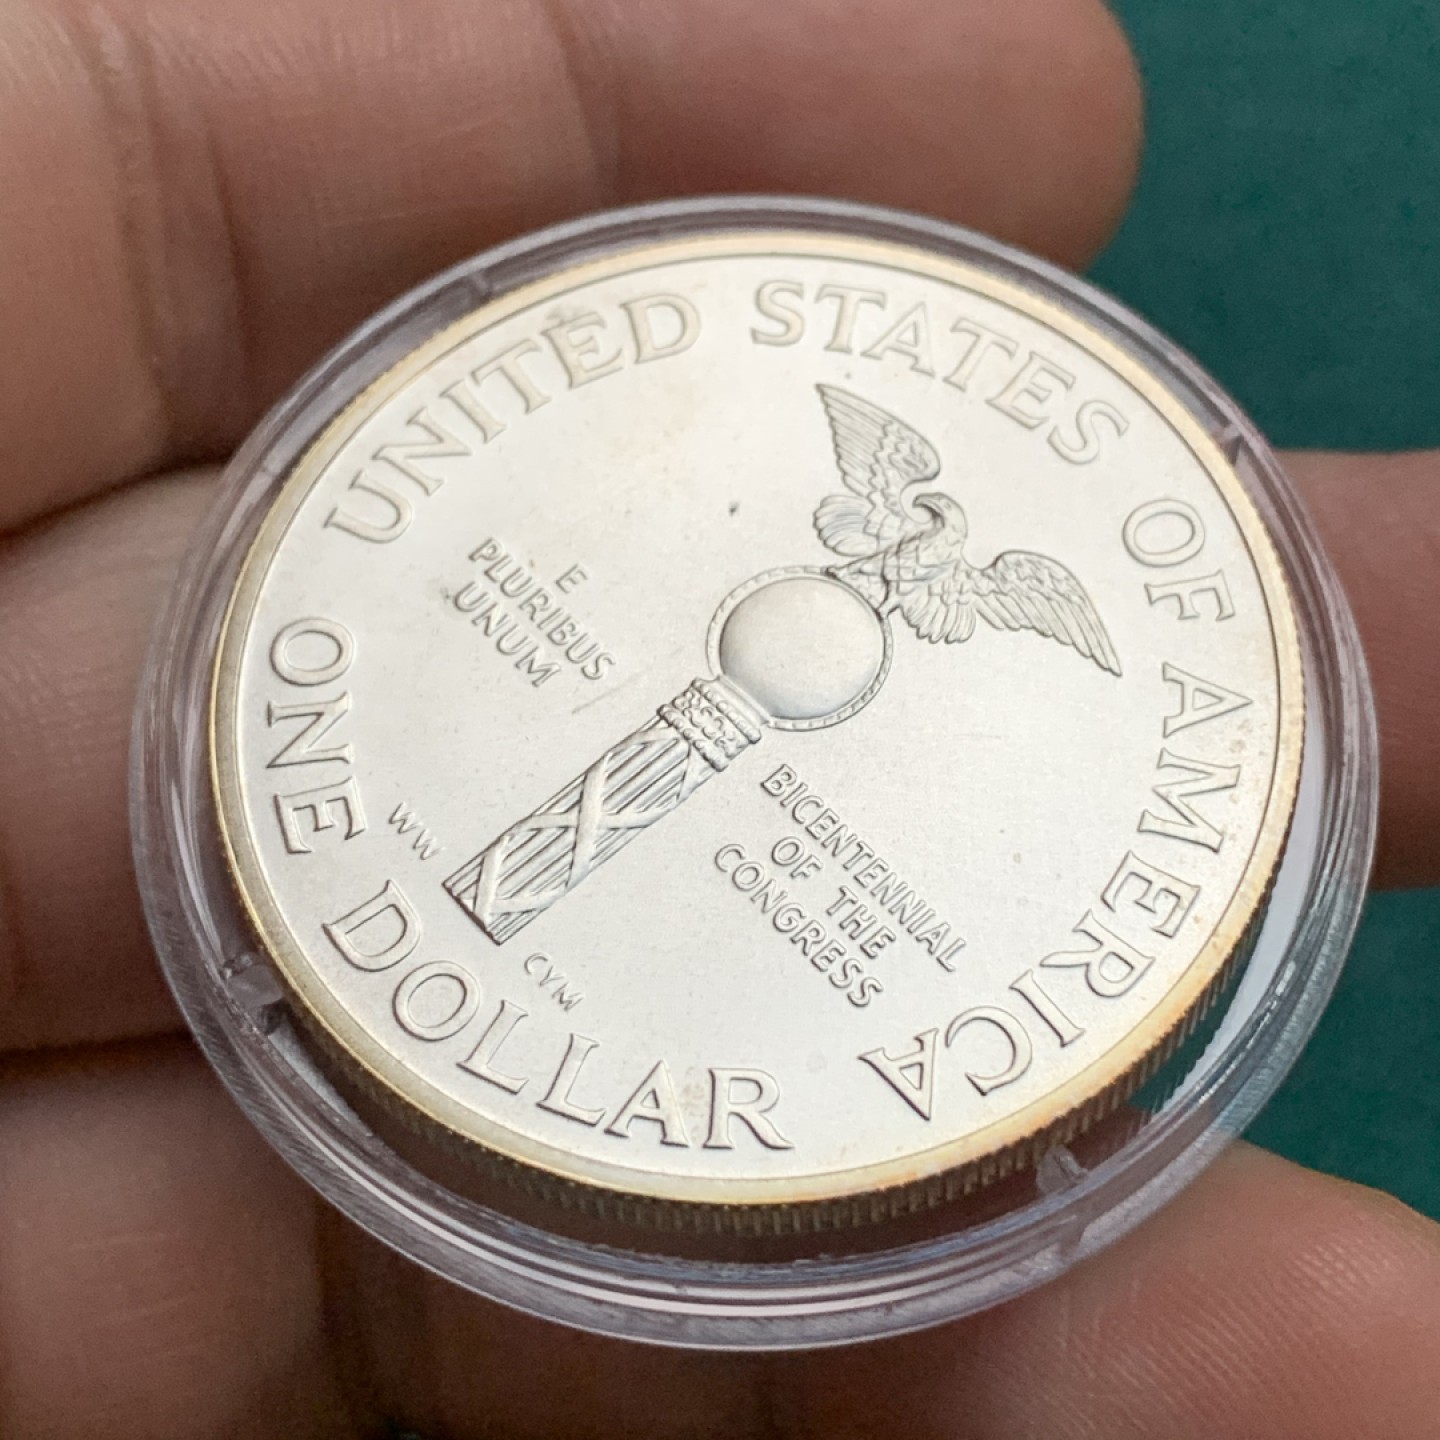 UNITED STATES OF AMERICA
E
PLURIBUS
UNUM
BICENTENNIAL
OF THE
CONGRESS
WW
CYM
ONE DOLLAR